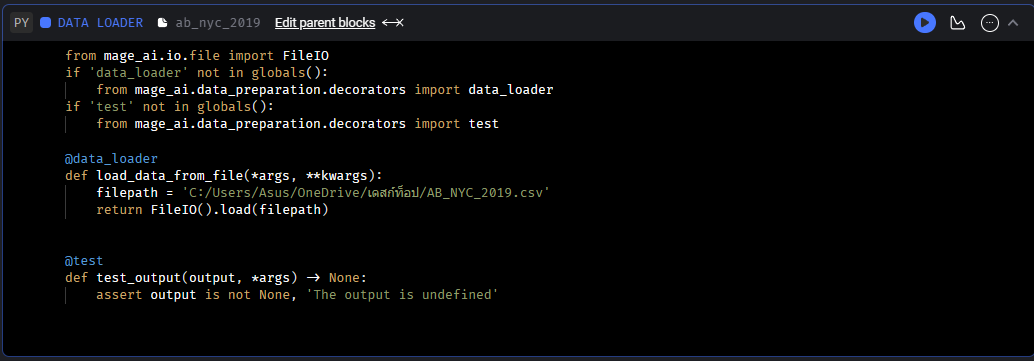 PY DATA LOADER ab_nyc_2019 Edit parent blocks
from mage_ai.io.file import FileIO
if 'data_loader' not in globals():
    from mage_ai.data_preparation.decorators import data_loader
if 'test' not in globals():
    from mage_ai.data_preparation.decorators import test
@data_loader
def load_data_from_file(*args, **kwargs):
    filepath = 'C:/Users/Asus/OneDrive/เดสก์ท็อป/AB_NYC_2019.csv'
    return FileIO().load(filepath)
@test
def test_output(output, *args) -> None:
    assert output is not None, 'The output is undefined'